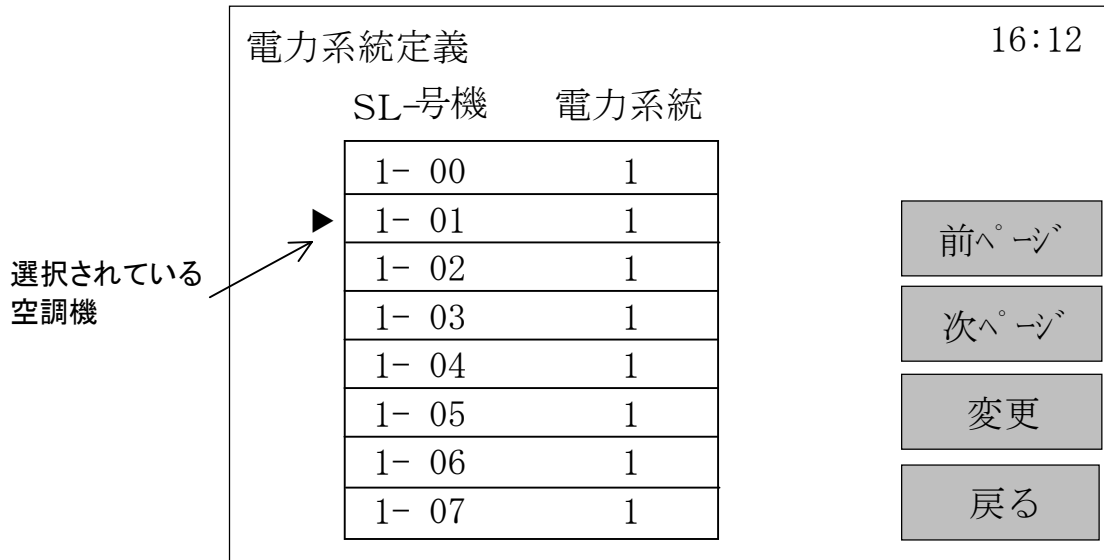 電力系統定義 16:12
SL-号機 電力系統
1- 00 1
1- 01 1
1- 02 1
1- 03 1
1- 04 1
1- 05 1
1- 06 1
1- 07 1
選択されている
空調機
前ﾍﾟｰｼﾞ
次ﾍﾟｰｼﾞ
変更
戻る